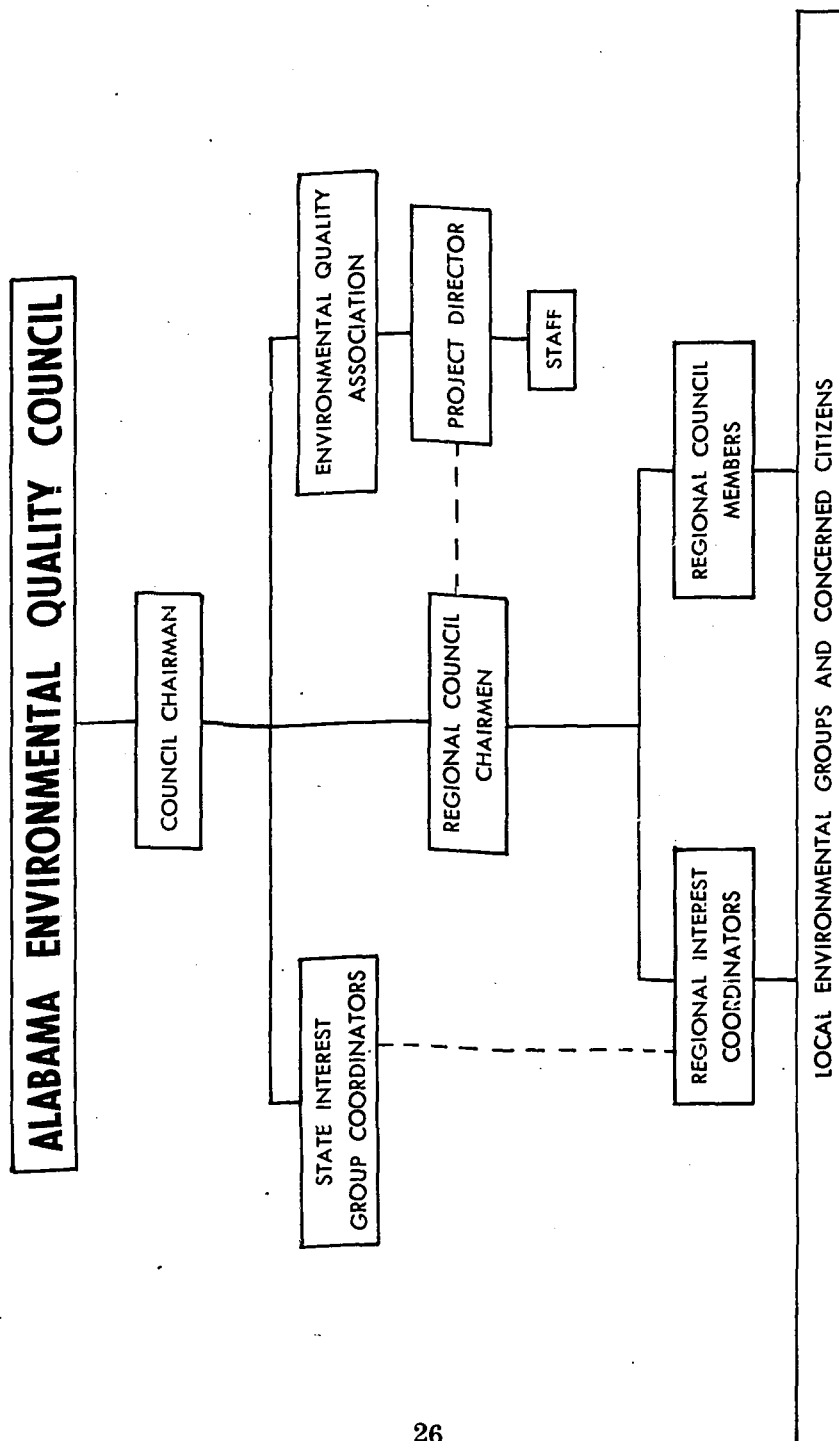 ALABAMA ENVIRONMENTAL QUALITY COUNCIL
COUNCIL CHAIRMAN
STATE INTEREST
GROUP COORDINATORS
ENVIRONMENTAL QUALITY
ASSOCIATION
REGIONAL COUNCIL
CHAIRMEN
PROJECT DIRECTOR
STAFF
REGIONAL INTEREST
COORDINATORS
REGIONAL COUNCIL
MEMBERS
LOCAL ENVIRONMENTAL GROUPS AND CONCERNED CITIZENS
26